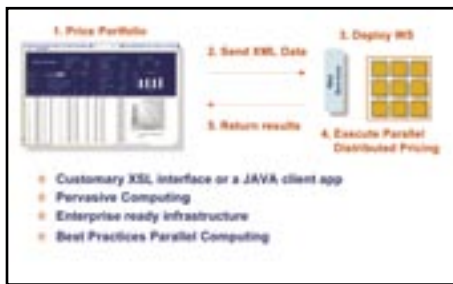 1. Price Portfolio
2. Send XML Data
3. Deploy WS
5. Return results
4. Execute Parallel
Distributed Pricing
Customary XSL interface or a JAVA client app
Pervasive Computing
Enterprise ready infrastructure
Best Practices Parallel Computing